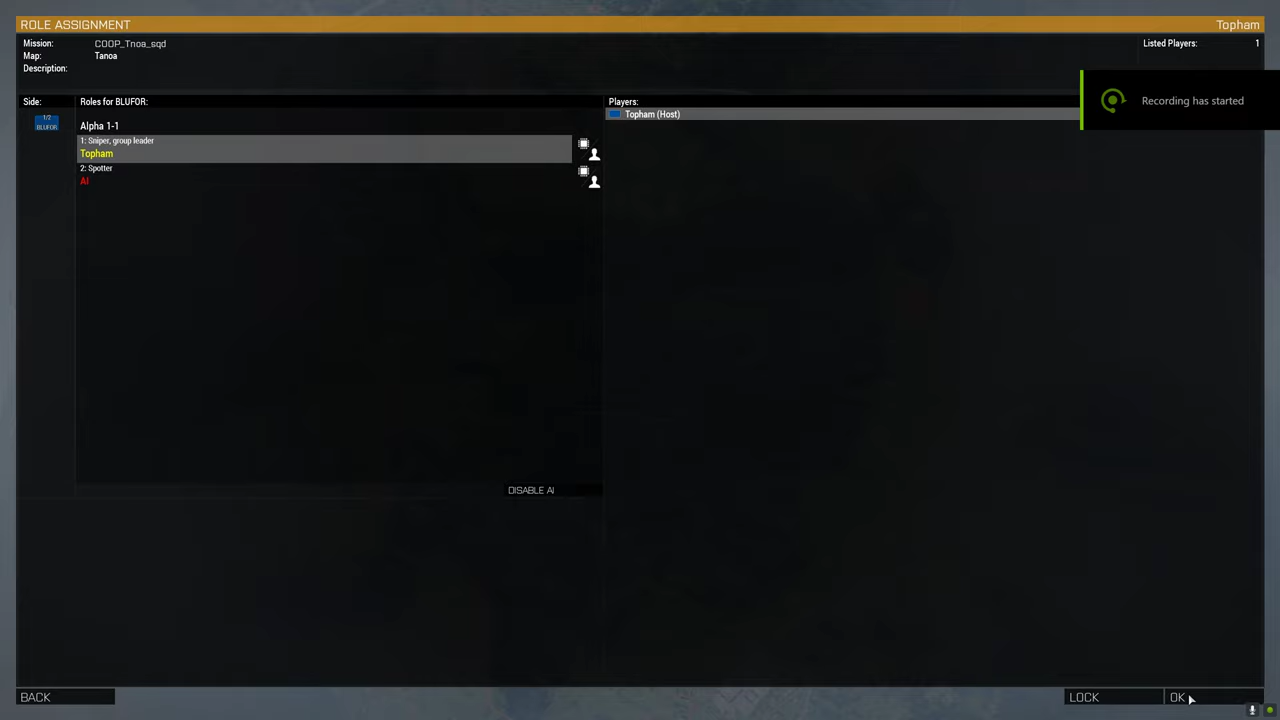 ROLE ASSIGNMENT Topham
Mission: COOP_Tnoa_sqd Listed Players: 1
Map: Tanoa
Description:
Recording has started
Side: Roles for BLUFOR: Players:
Topham (Host)
1/2
BLUFOR
Alpha 1-1
1: Sniper, group leader
Topham
2: Spotter
AI
DISABLE AI
BACK LOCK OK